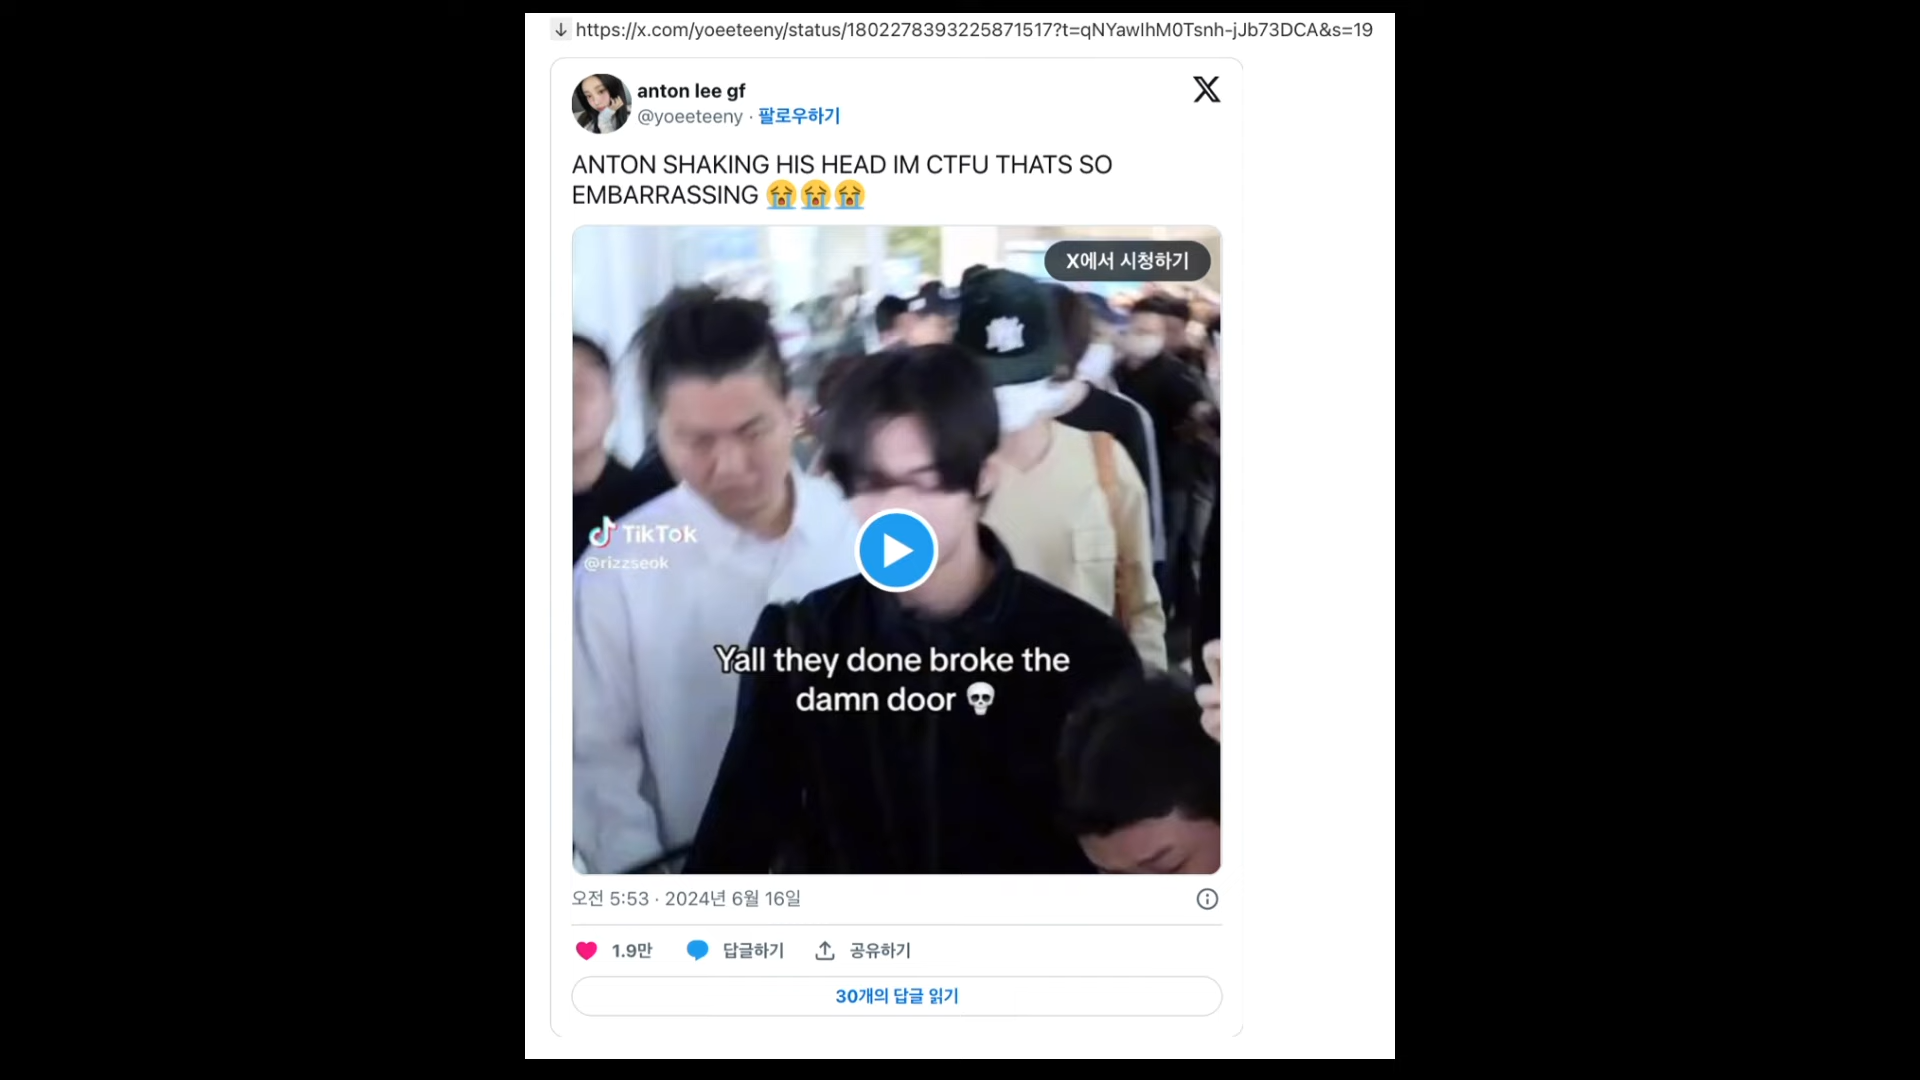 ↓ https://x.com/yoeeteeny/status/1802278393225871517?t=qNYawIhM0Tsnh-jJb73DCA&s=19
anton lee gf
@yoeeteeny · 팔로우하기
ANTON SHAKING HIS HEAD IM CTFU THATS SO
EMBARRASSING 😭😭😭
X에서 시청하기
TikTok
@rizzseok
Yall they done broke the
damn door 💀
오전 5:53 · 2024년 6월 16일
1.9만 답글하기 공유하기
30개의 답글 읽기